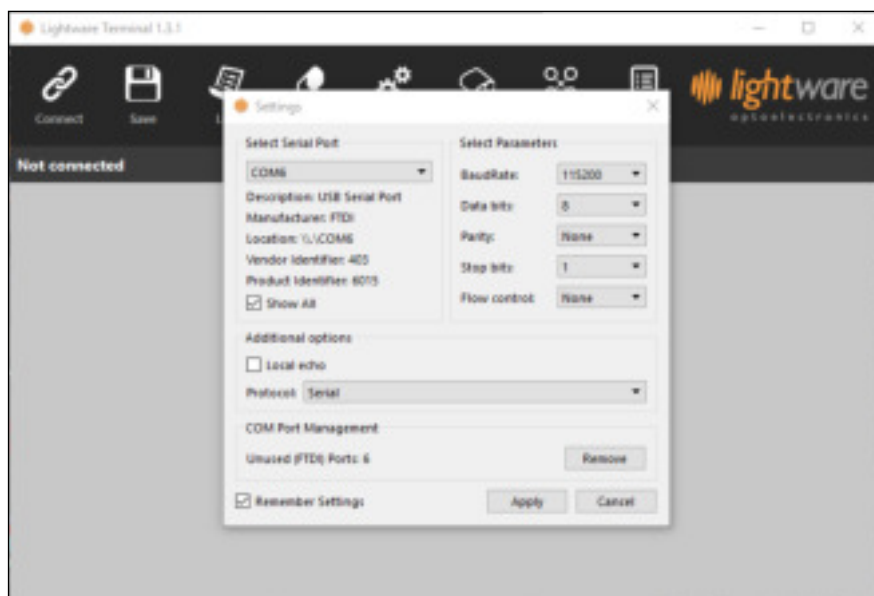 Lightware Terminal 1.3.1
Connect
Save
lightware
optoelectronics
Not connected
Settings
Select Serial Port
COM6
Description: USB Serial Port
Manufacturer: FTDI
Location: \\.\COM6
Vendor Identifier: 403
Product Identifier: 6015
Show All
Select Parameters
BaudRate: 115200
Data bits: 8
Parity: None
Stop bits: 1
Flow control: None
Additional options
Local echo
Protocol: Serial
COM Port Management
Unused (FTDI) Ports: 6
Remove
Remember Settings
Apply
Cancel